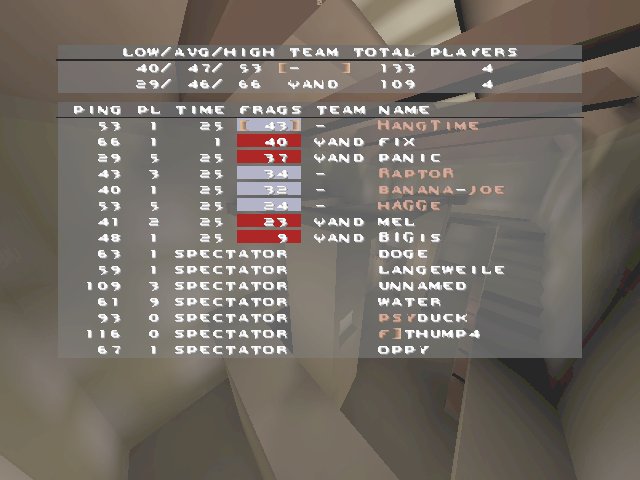 LOW/AVG/HIGH TEAM TOTAL PLAYERS
40/ 47/ 53 [- ] 133 4
29/ 46/ 66 VAND 109 4
PING PL TIME FRAGS TEAM NAME
53 1 25 [ 43] - HANGTIME
66 1 1 40 VAND FIX
29 5 25 37 VAND PANIC
43 3 25 34 - RAPTOR
40 1 25 32 - BANANA-JOE
53 5 25 24 - HAGGE
41 2 25 23 VAND MEL
48 1 25 9 VAND BIGIS
63 1 SPECTATOR DOGE
59 1 SPECTATOR LANGEWEILE
109 3 SPECTATOR UNNAMED
61 9 SPECTATOR WATER
93 0 SPECTATOR PSYDUCK
116 0 SPECTATOR F]THUMP4
67 1 SPECTATOR OPPY